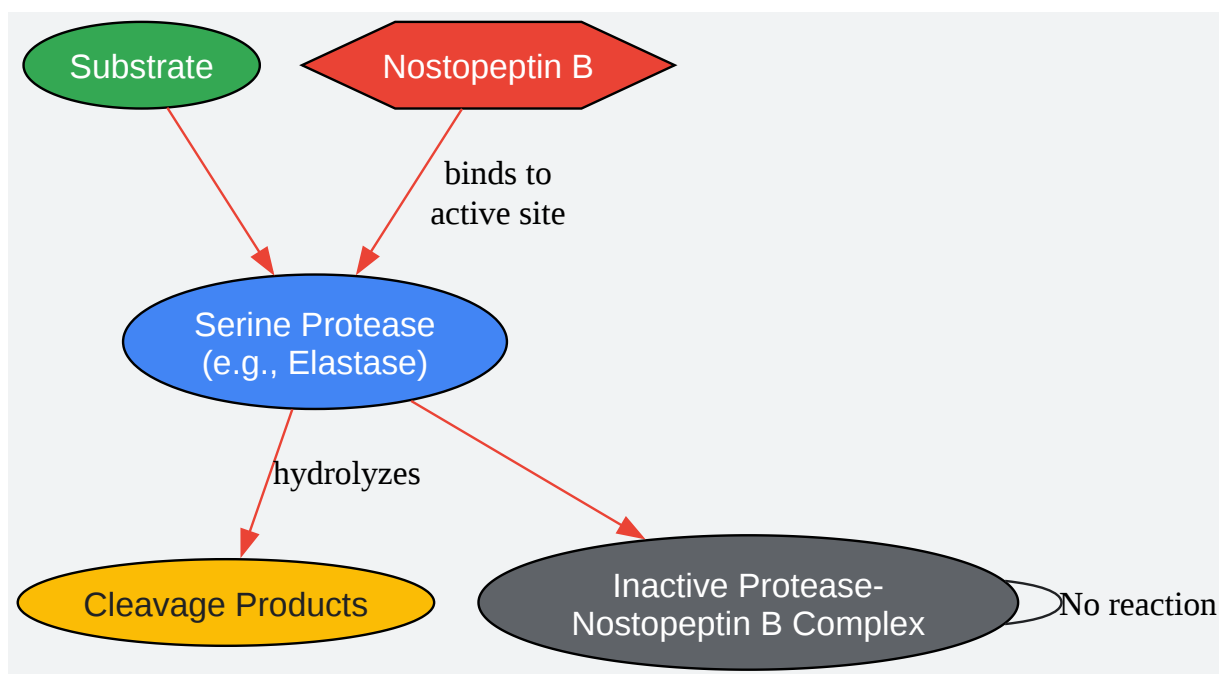 Substrate
Nostopeptin B
binds to
active site
Serine Protease
(e.g., Elastase)
hydrolyzes
Cleavage Products
Inactive Protease-
Nostopeptin B Complex
No reaction